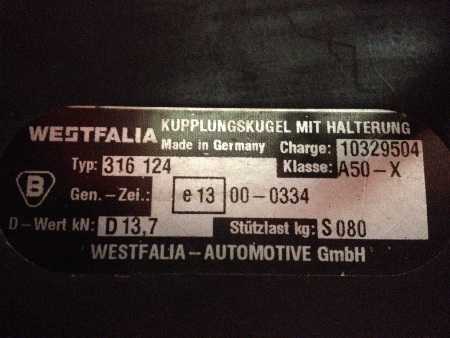 WESTFALIA KUPPLUNGSKUGEL MIT HALTERUNG
Made in Germany Charge: 10329504
Typ: 316 124 Klasse: A50-X
B Gen. - Zei.: e 13 00-0334
D-Wert kN: D 13,7 Stützlast kg: S 080
WESTFALIA - AUTOMOTIVE GmbH